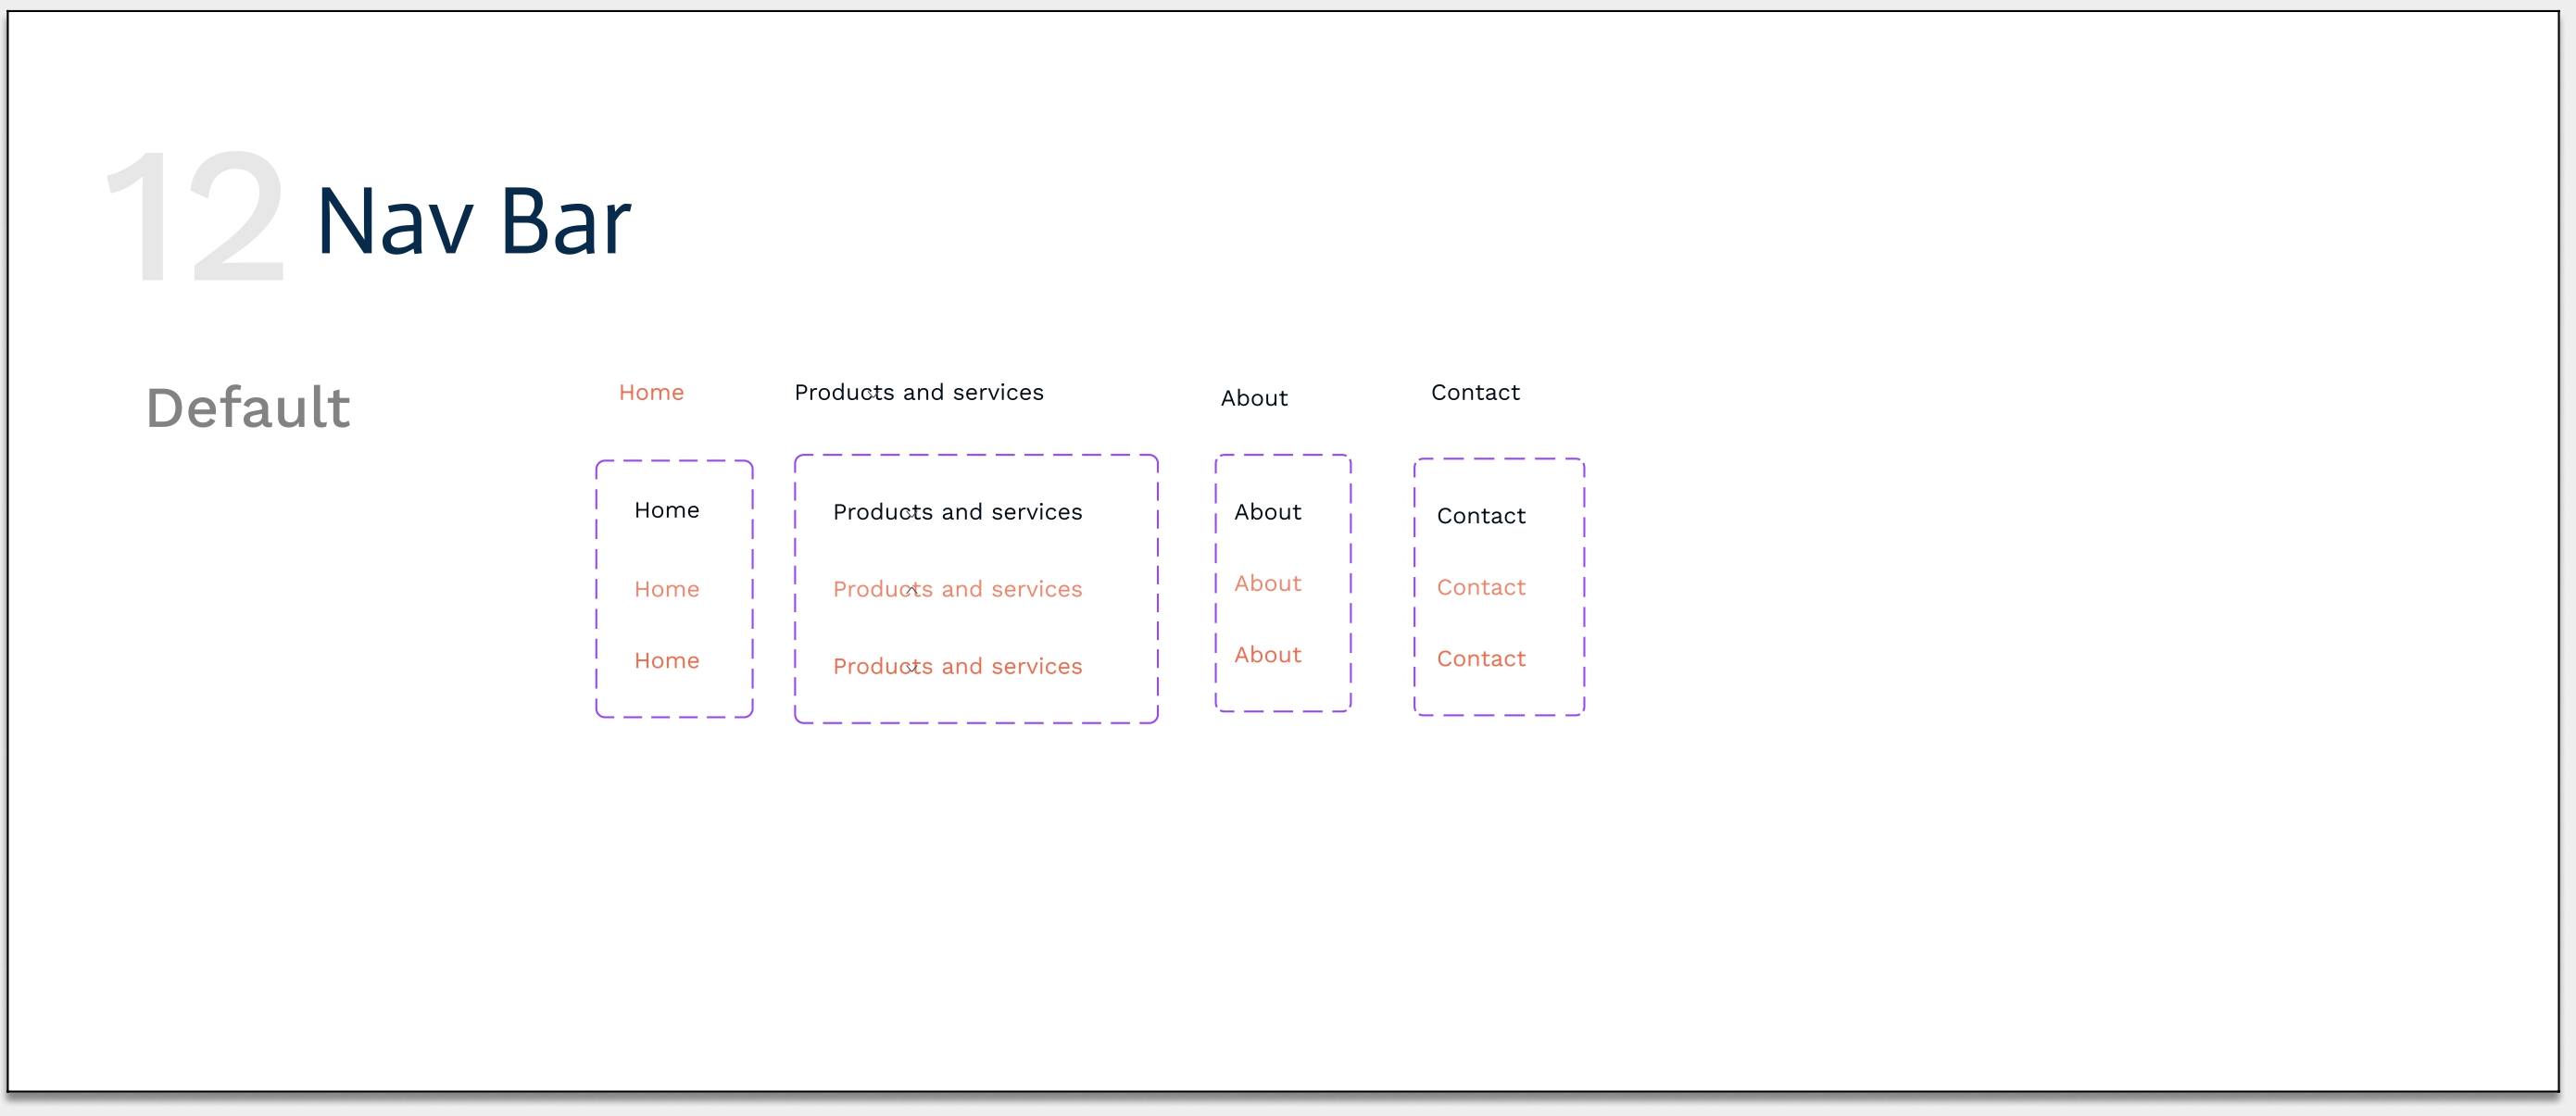 12 Nav Bar
Default
Home Products and services About Contact
Home Products and services About Contact
Home Products and services About Contact
Home Products and services About Contact